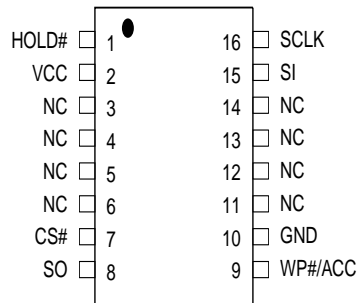 HOLD# 1 16 SCLK
VCC 2 15 SI
NC 3 14 NC
NC 4 13 NC
NC 5 12 NC
NC 6 11 NC
CS# 7 10 GND
SO 8 9 WP#/ACC